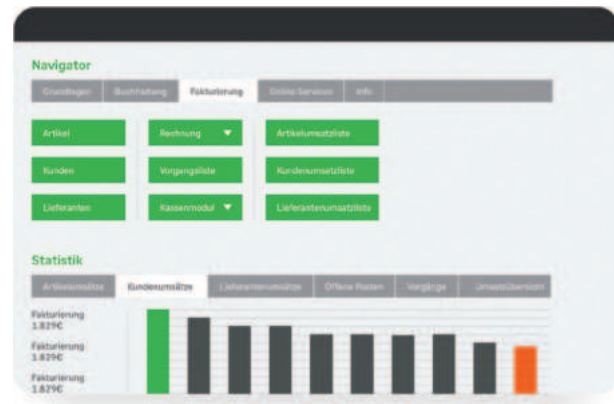 Navigator
Grundlagen Buchhaltung Fakturierung Online Services Info
Artikel Rechnung Artikelumsatzliste
Kunden Vorgangsliste Kundenumsatzliste
Lieferanten Kassenmodul Lieferantenumsatzliste
Statistik
Artikelumsätze Kundenumsätze Lieferantenumsätze Offene Posten Vorgänge Umsatzübersicht
Fakturierung
1.829€
Fakturierung
1.829€
Fakturierung
1.829€